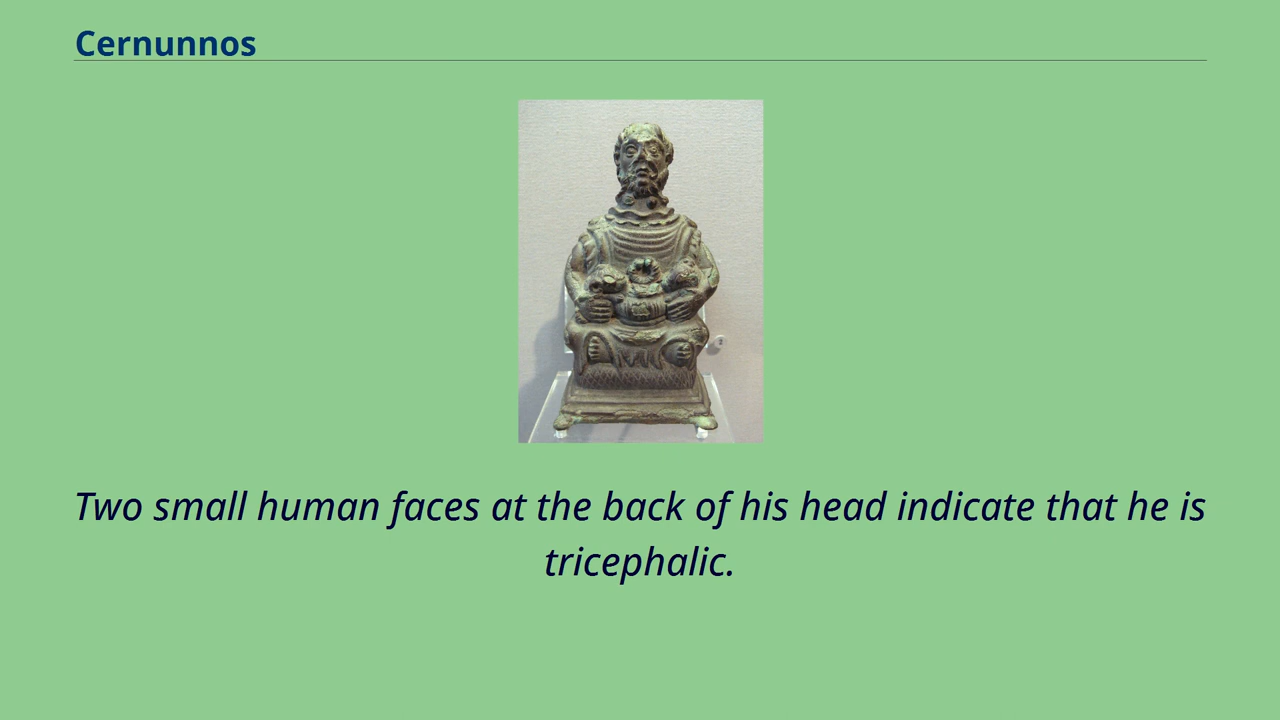 Cernunnos
Two small human faces at the back of his head indicate that he is
tricephalic.